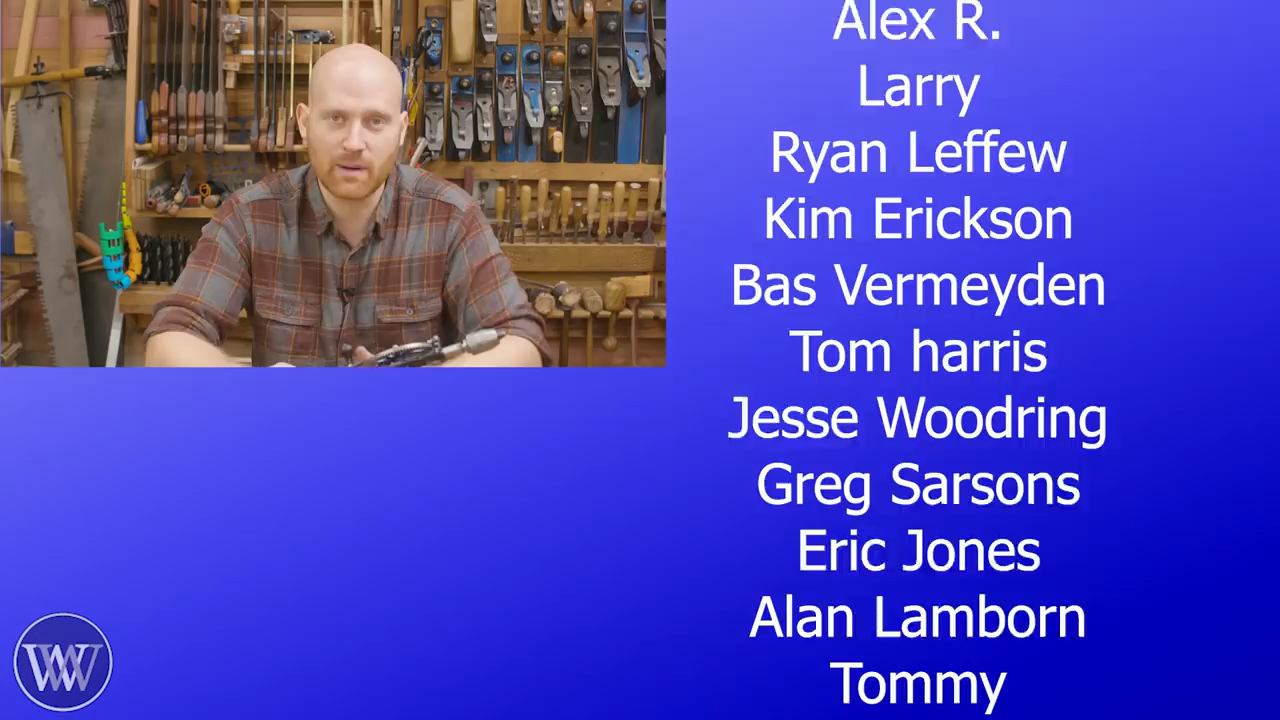 Alex R.
Larry
Ryan Leffew
Kim Erickson
Bas Vermeyden
Tom harris
Jesse Woodring
Greg Sarsons
Eric Jones
Alan Lamborn
Tommy
WW